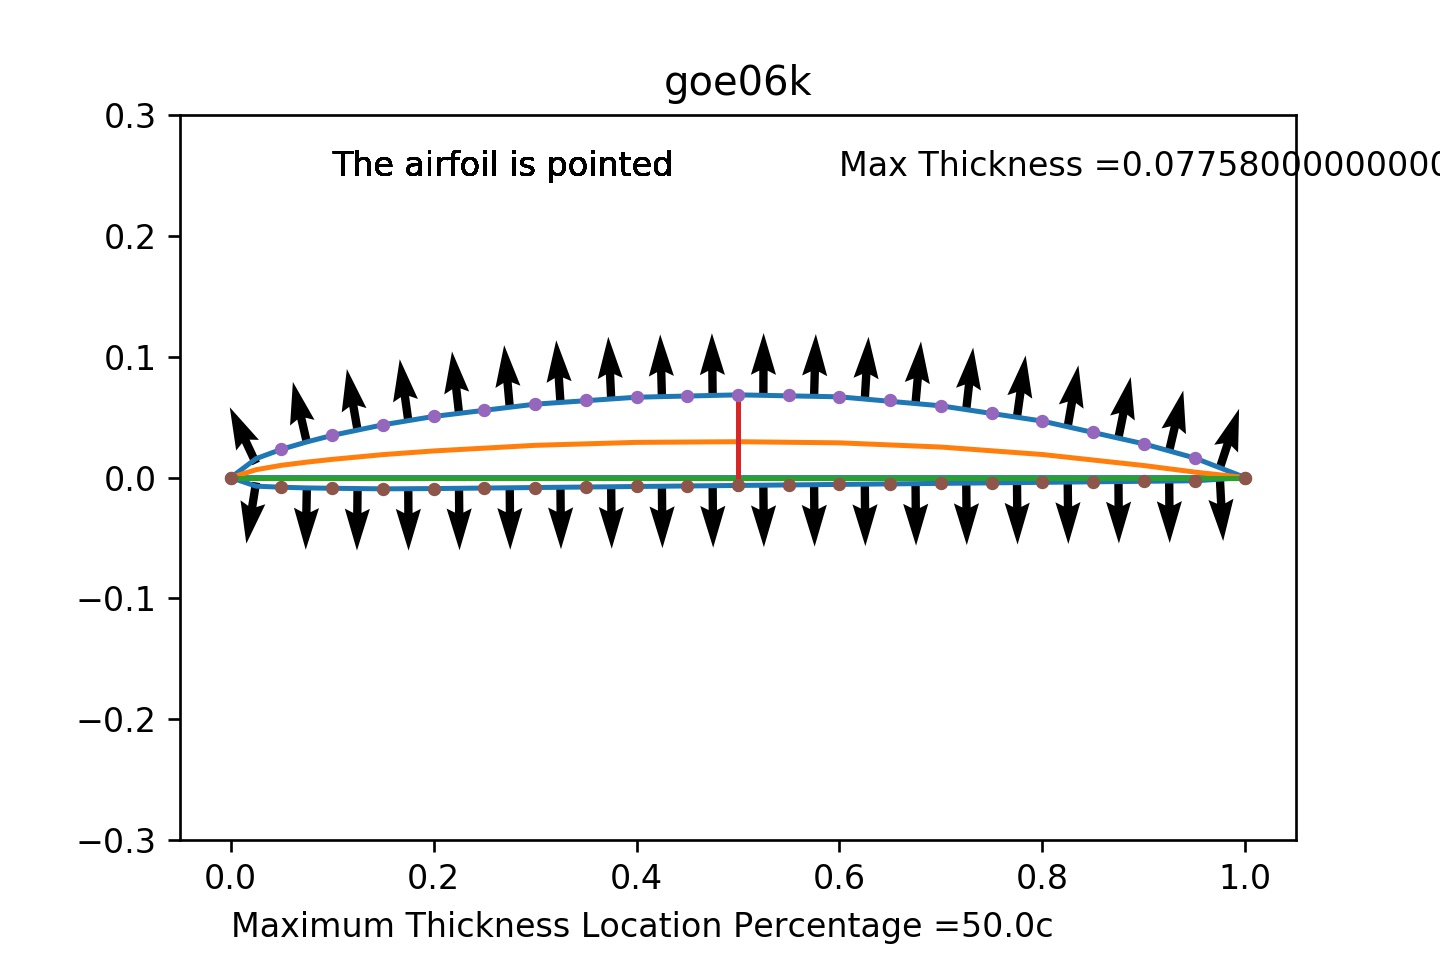 goe06k
The airfoil is pointed
Max Thickness =0.07758000000000
0.3
0.2
0.1
0.0
−0.1
−0.2
−0.3
0.0 0.2 0.4 0.6 0.8 1.0
Maximum Thickness Location Percentage =50.0c